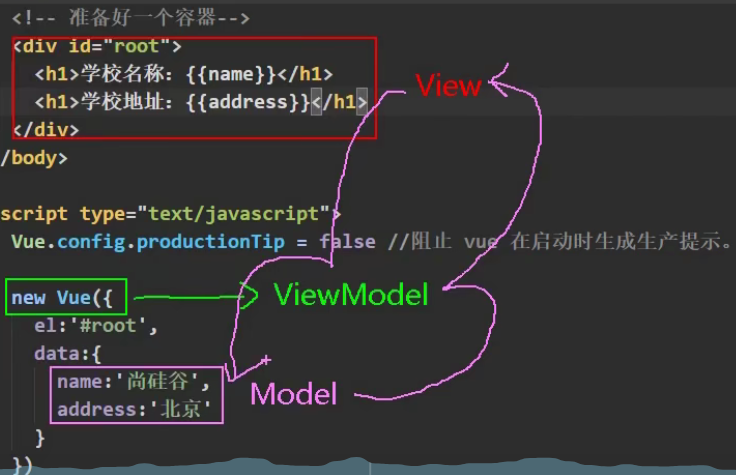 <!-- 准备好一个容器-->
<div id="root">
<h1>学校名称：{{name}}</h1>
<h1>学校地址：{{address}}</h1>
View
</div>
/body>
script type="text/javascript">
Vue.config.productionTip = false //阻止 vue 在启动时生成生产提示。
new Vue({
ViewModel
el:'#root',
data:{
name:'尚硅谷',
Model
address:'北京'
}
})